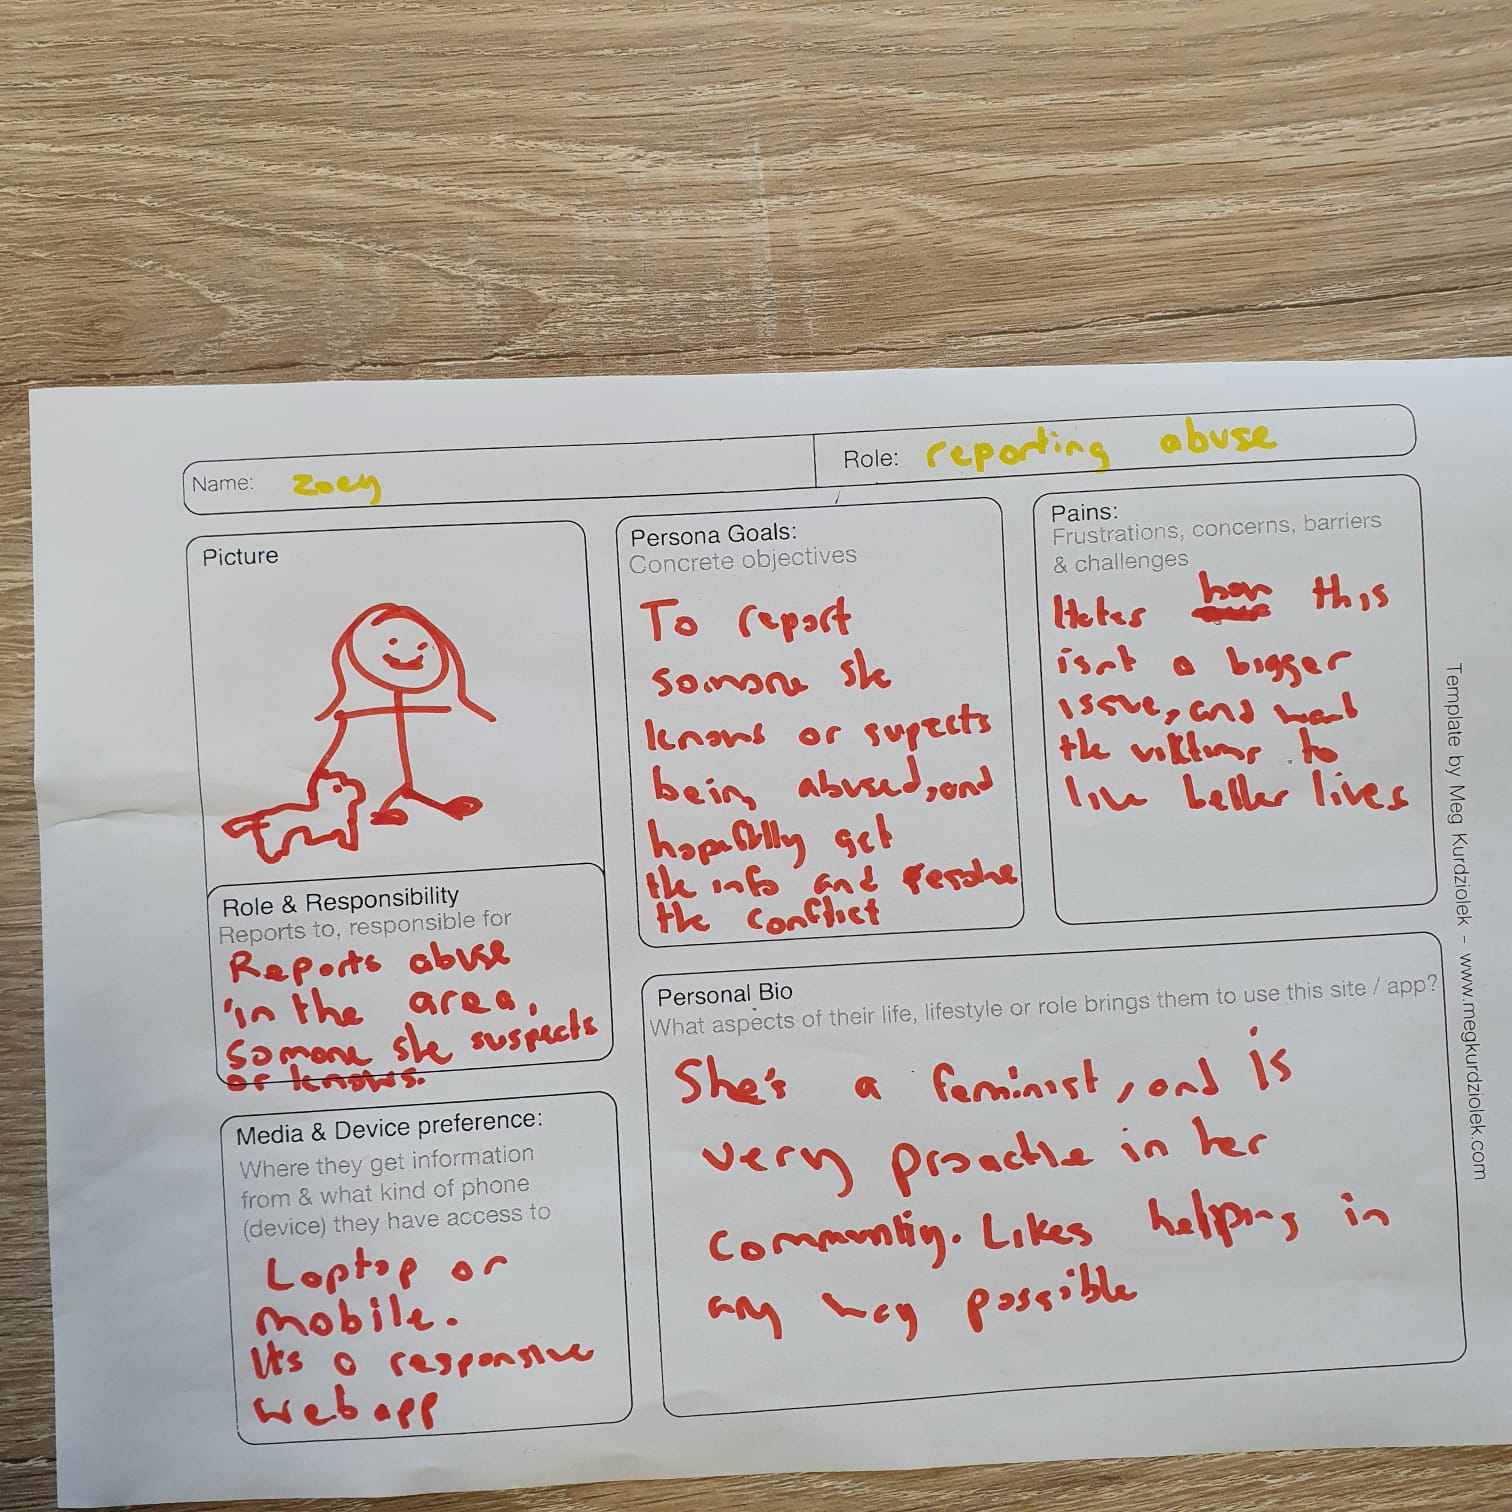 Name: Zoey
Role: reporting abuse
Picture
Role & Responsibility
Reports to, responsible for
Reports abuse
in the area,
Somone she suspects
or knows.
Media & Device preference:
Where they get information
from & what kind of phone
(device) they have access to
Laptop or
mobile.
It's a responsive
web app
Persona Goals:
Concrete objectives
To report
somone she
knows or supects
being abused, and
hopefully get
the info and resolve
the conflict
Pains:
Frustrations, concerns, barriers
& challenges
Hates how this
isnt a bigger
issue, and want
the viktims to
live better lives
Personal Bio
What aspects of their life, lifestyle or role brings them to use this site / app?
She's a feminist, and is
very proactive in her
community. Likes helping in
any way possible
Template by Meg Kurdziolek - www.megkurdziolek.com